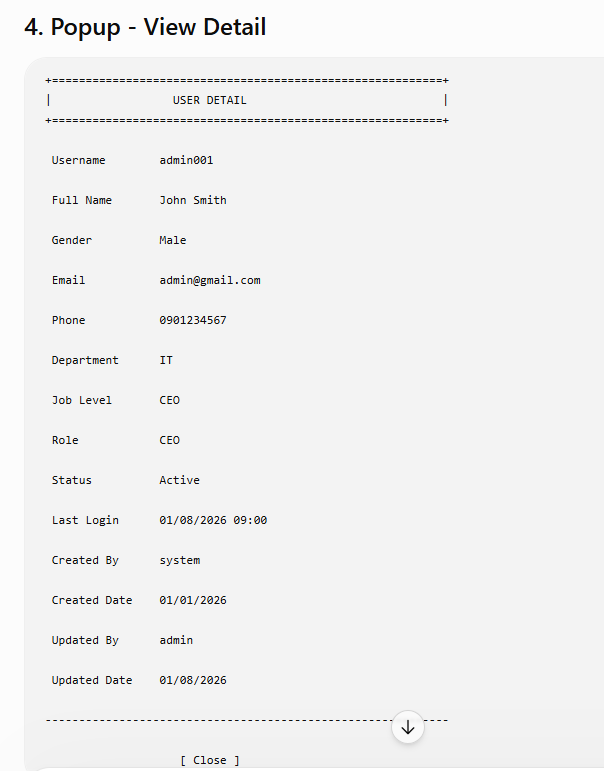 4. Popup - View Detail
+==========================================================+
| USER DETAIL |
+==========================================================+
Username admin001
Full Name John Smith
Gender Male
Email admin@gmail.com
Phone 0901234567
Department IT
Job Level CEO
Role CEO
Status Active
Last Login 01/08/2026 09:00
Created By system
Created Date 01/01/2026
Updated By admin
Updated Date 01/08/2026
------------------------------------------------------------
[ Close ]